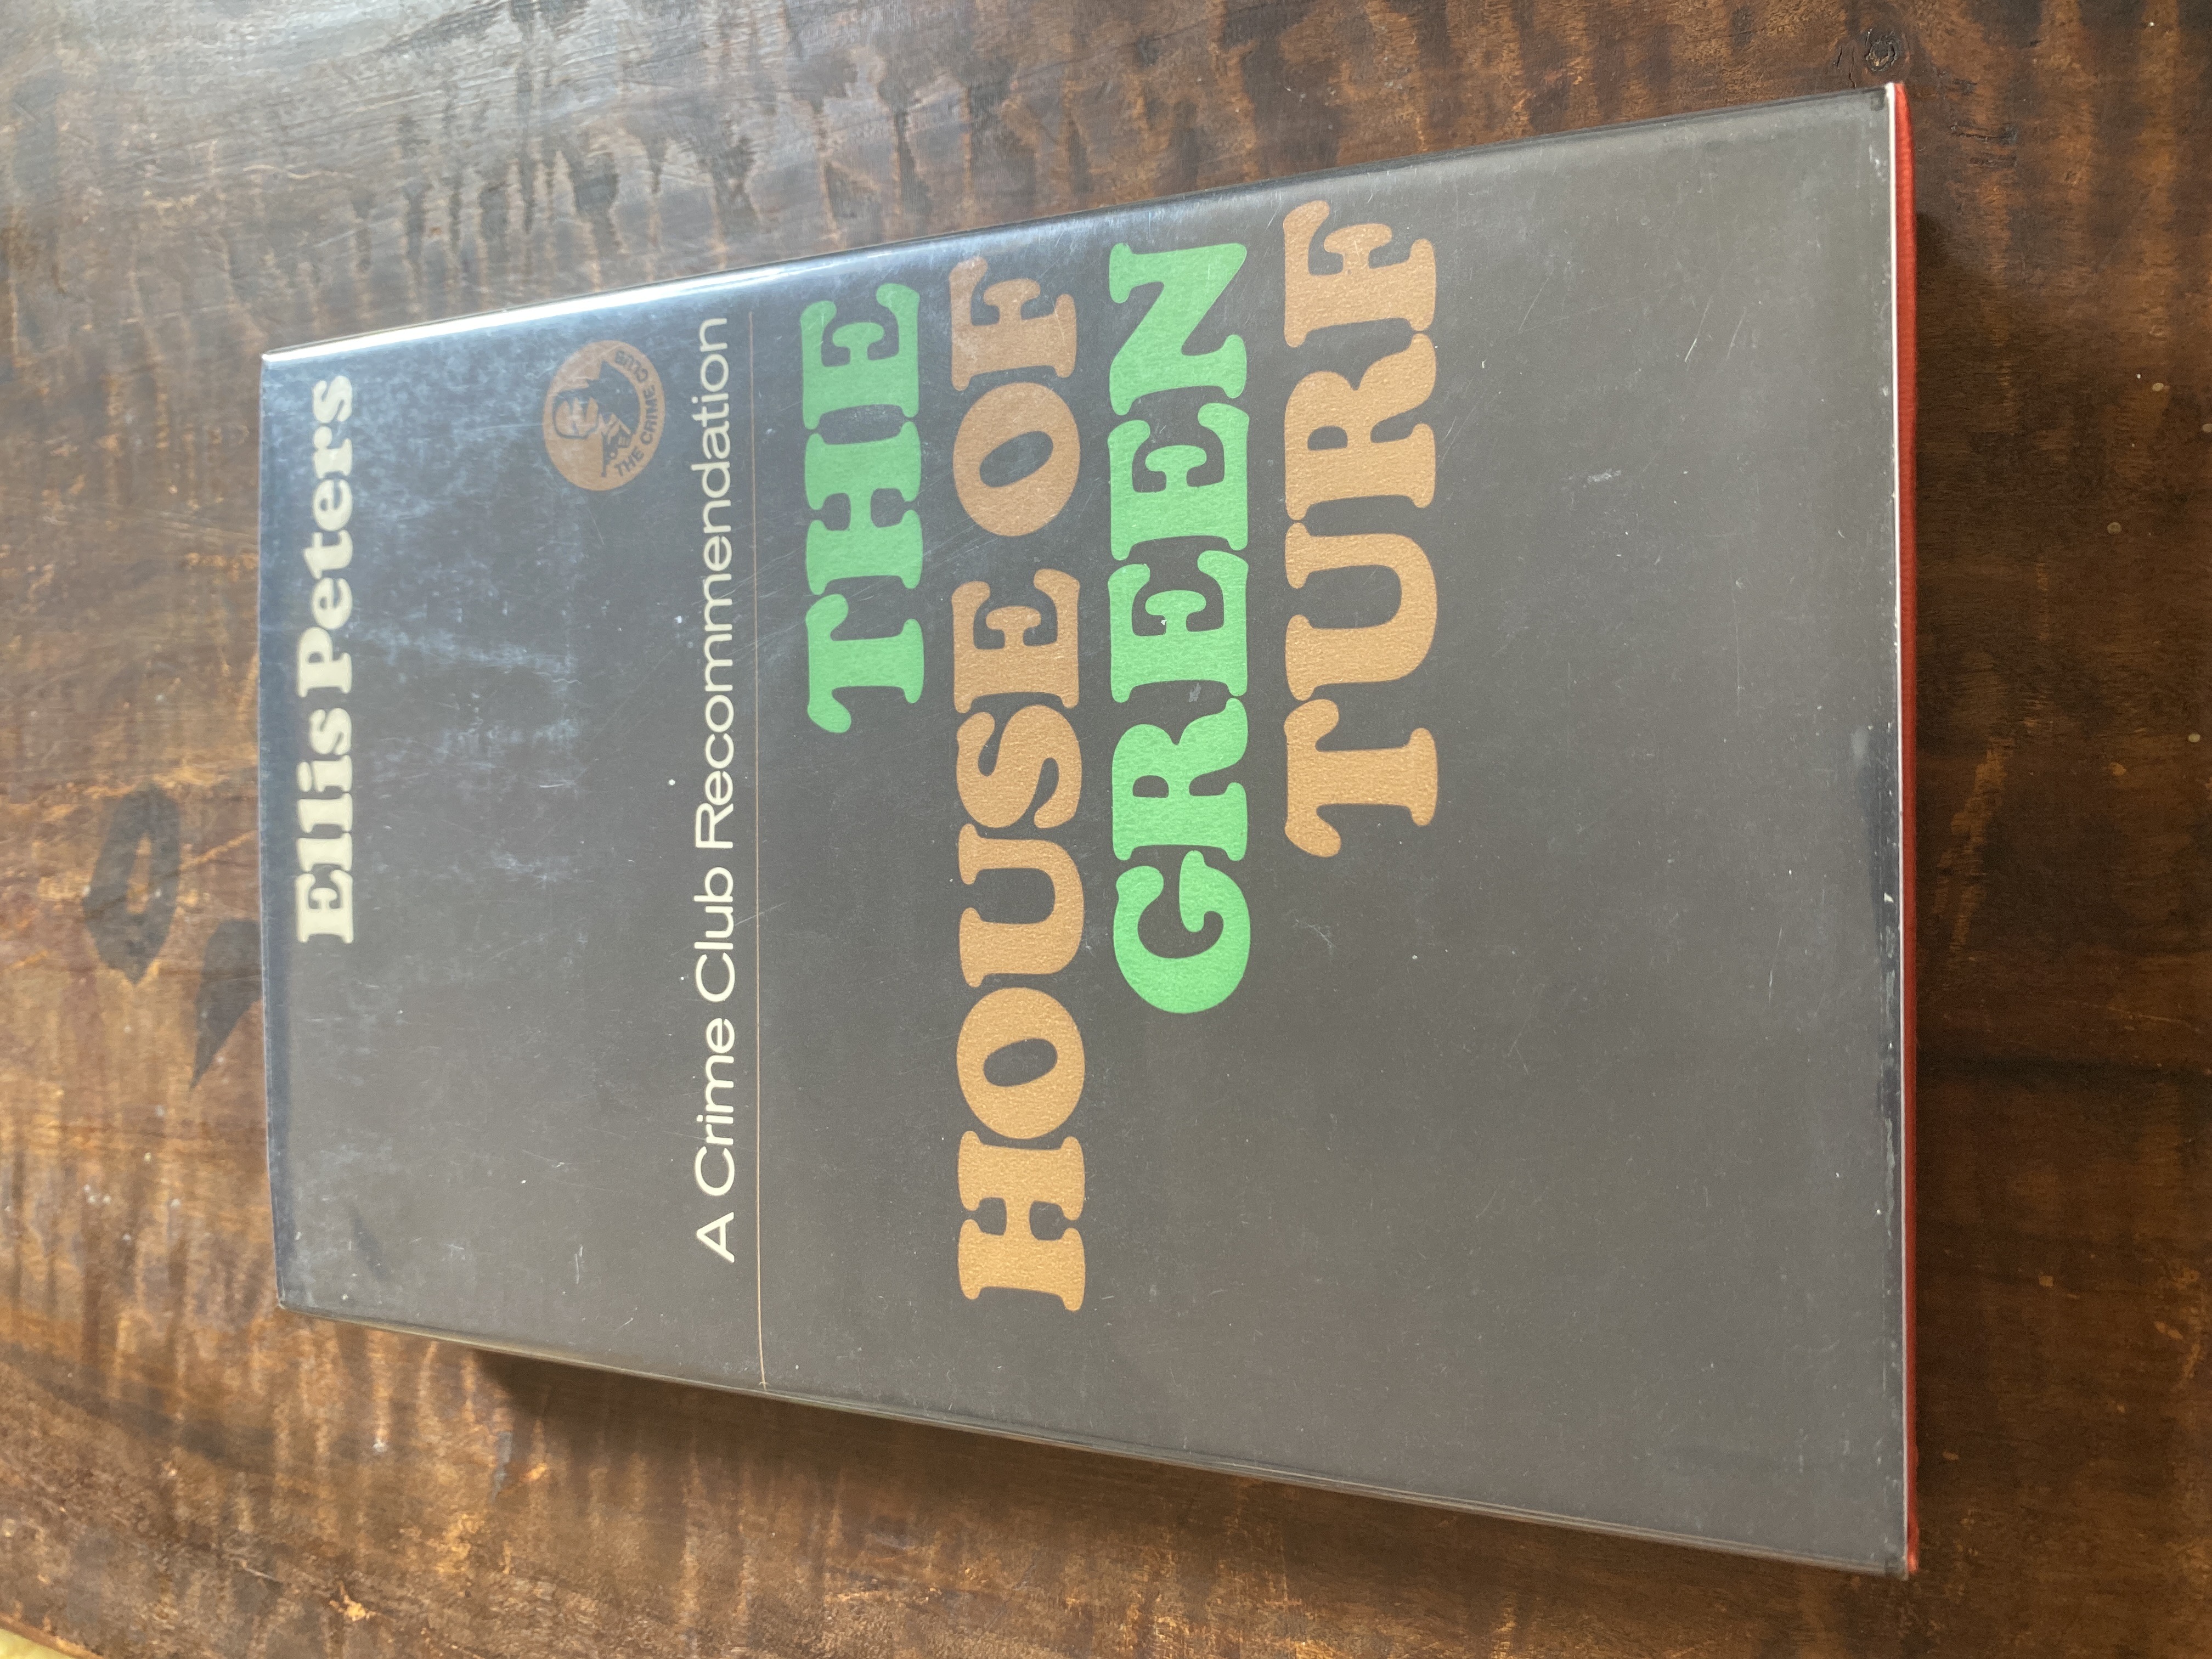 Ellis Peters
THE CRIME CLUB
A Crime Club Recommendation
THE
HOUSE OF
GREEN
TURF